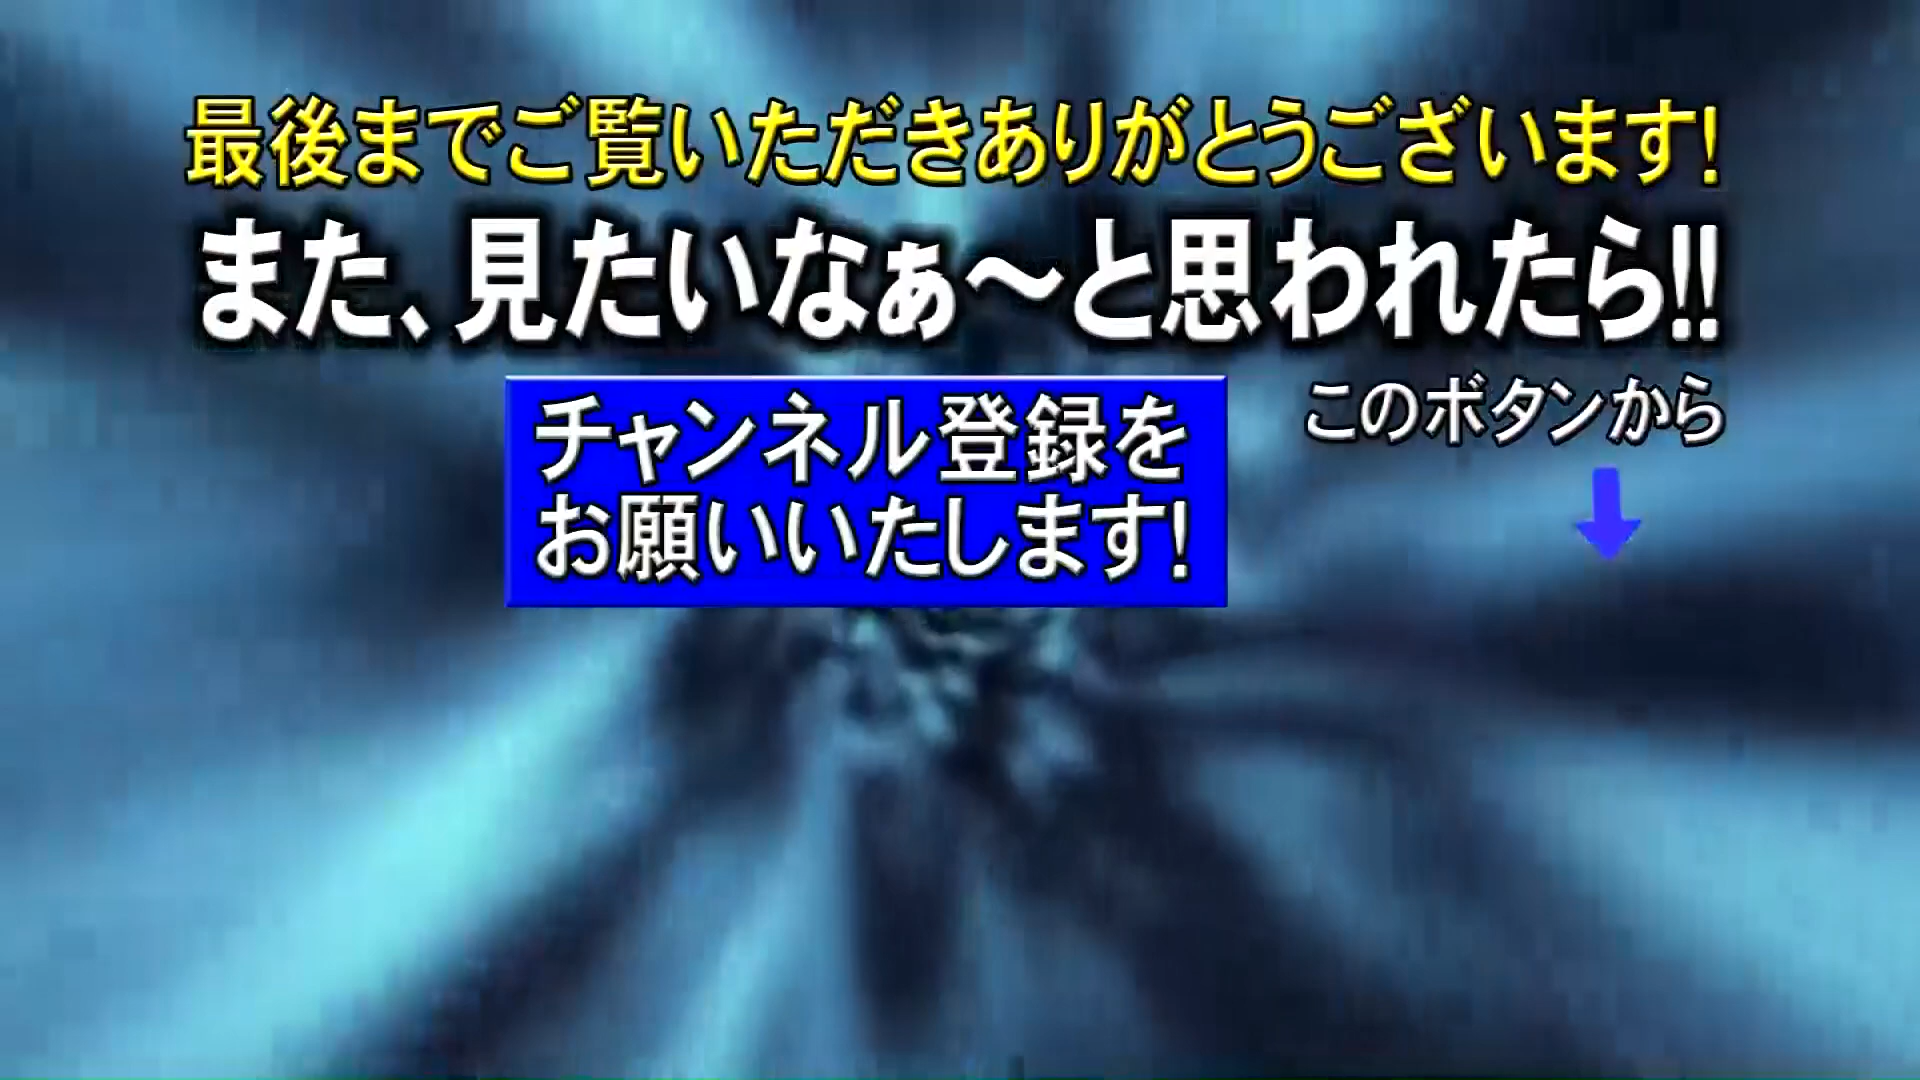 最後までご覧いただきありがとうございます!
また、見たいなぁ～と思われたら!!
チャンネル登録を
お願いいたします!
このボタンから